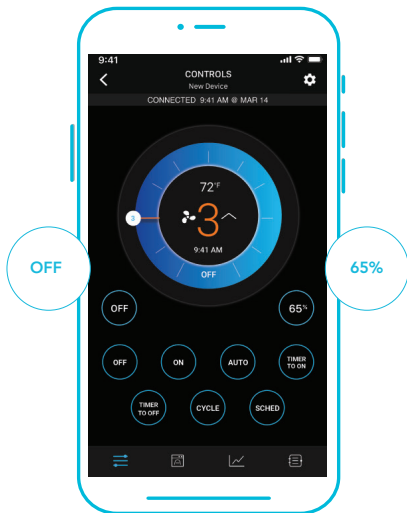 9:41
CONTROLS
New Device
CONNECTED 9:41 AM @ MAR 14
72°F
3
3
9:41 AM
OFF
OFF
65%
OFF
65%
OFF
ON
AUTO
TIMER
TO ON
TIMER
TO OFF
CYCLE
SCHED